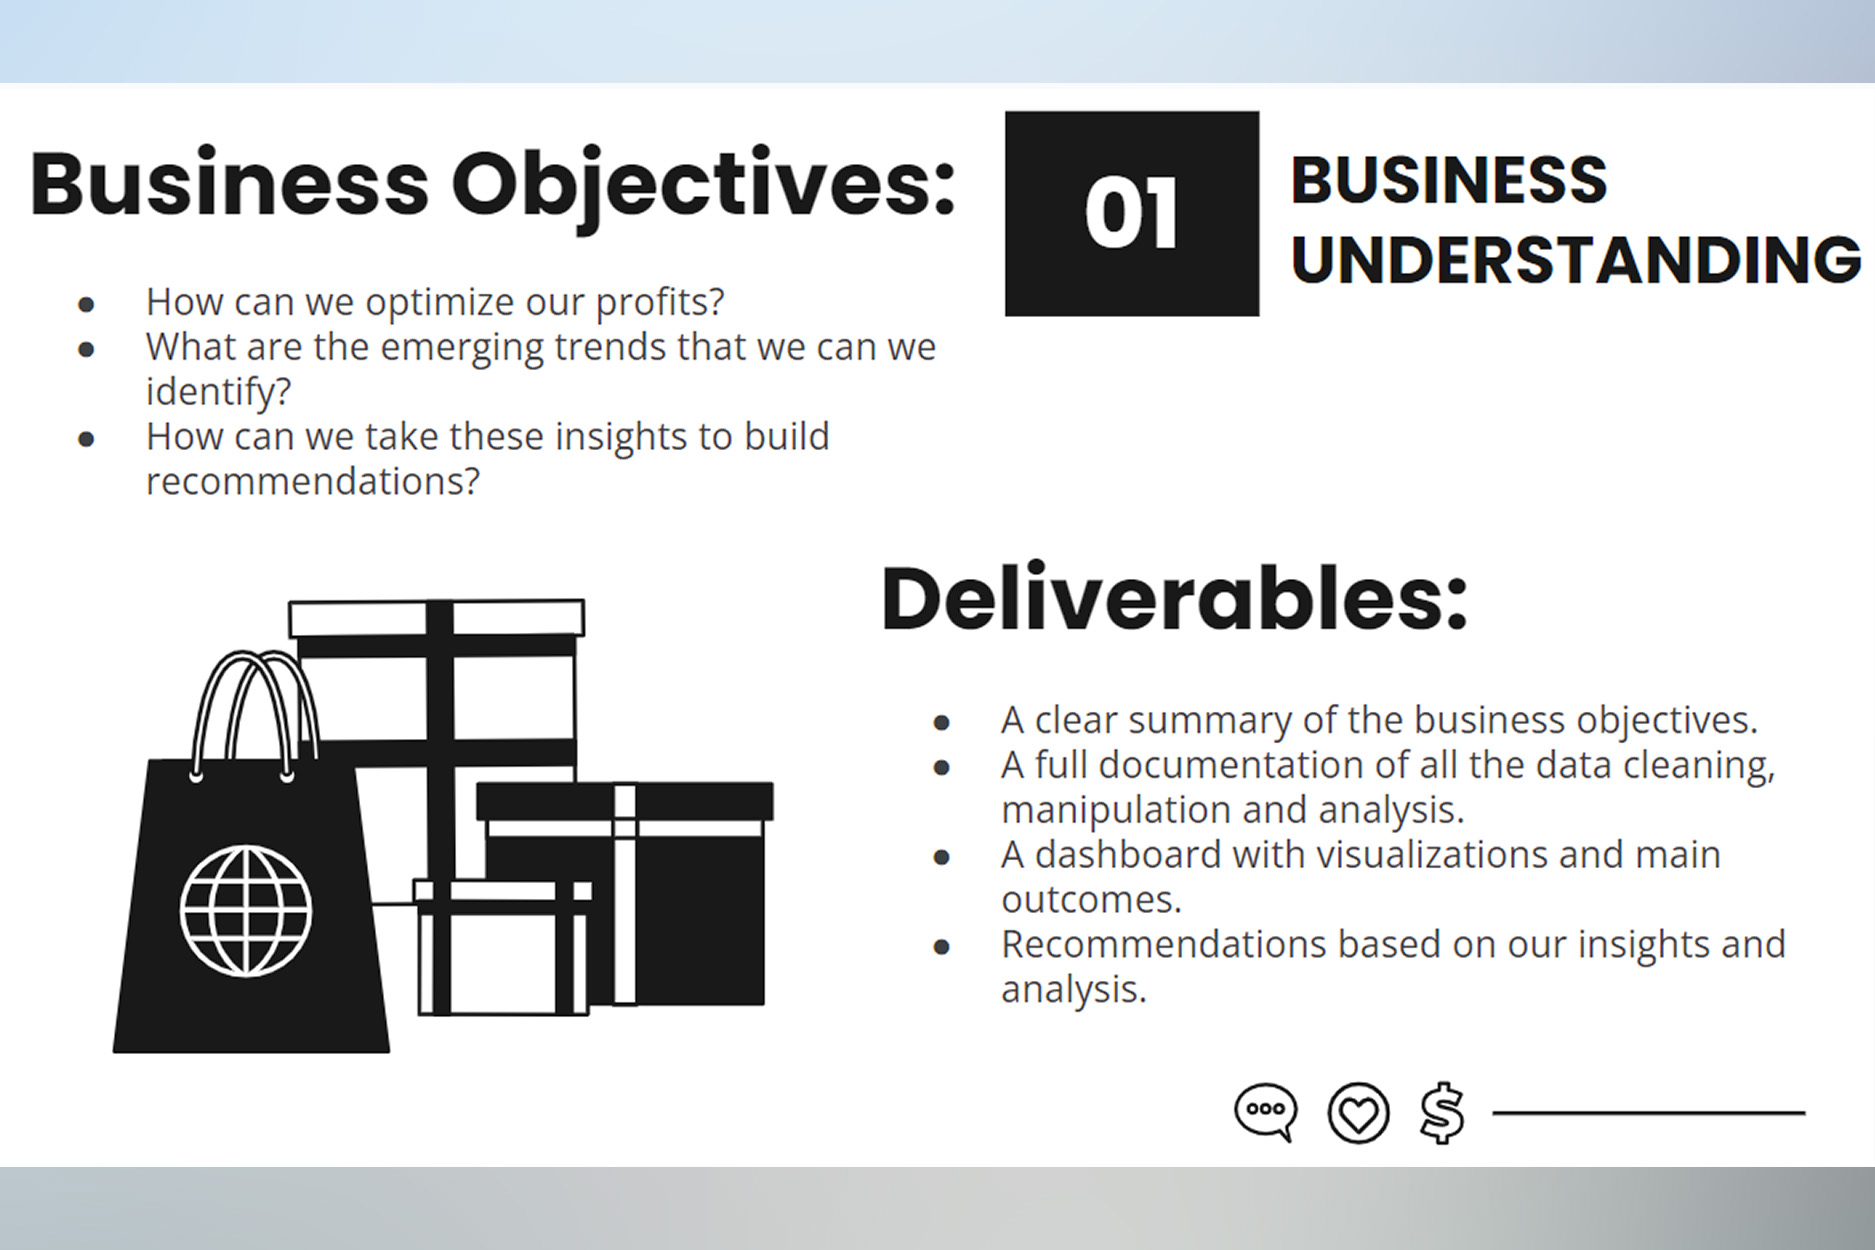 Business Objectives:
● How can we optimize our profits?
● What are the emerging trends that we can we
identify?
● How can we take these insights to build
recommendations?
01
BUSINESS
UNDERSTANDING
Deliverables:
● A clear summary of the business objectives.
● A full documentation of all the data cleaning,
manipulation and analysis.
● A dashboard with visualizations and main
outcomes.
● Recommendations based on our insights and
analysis.